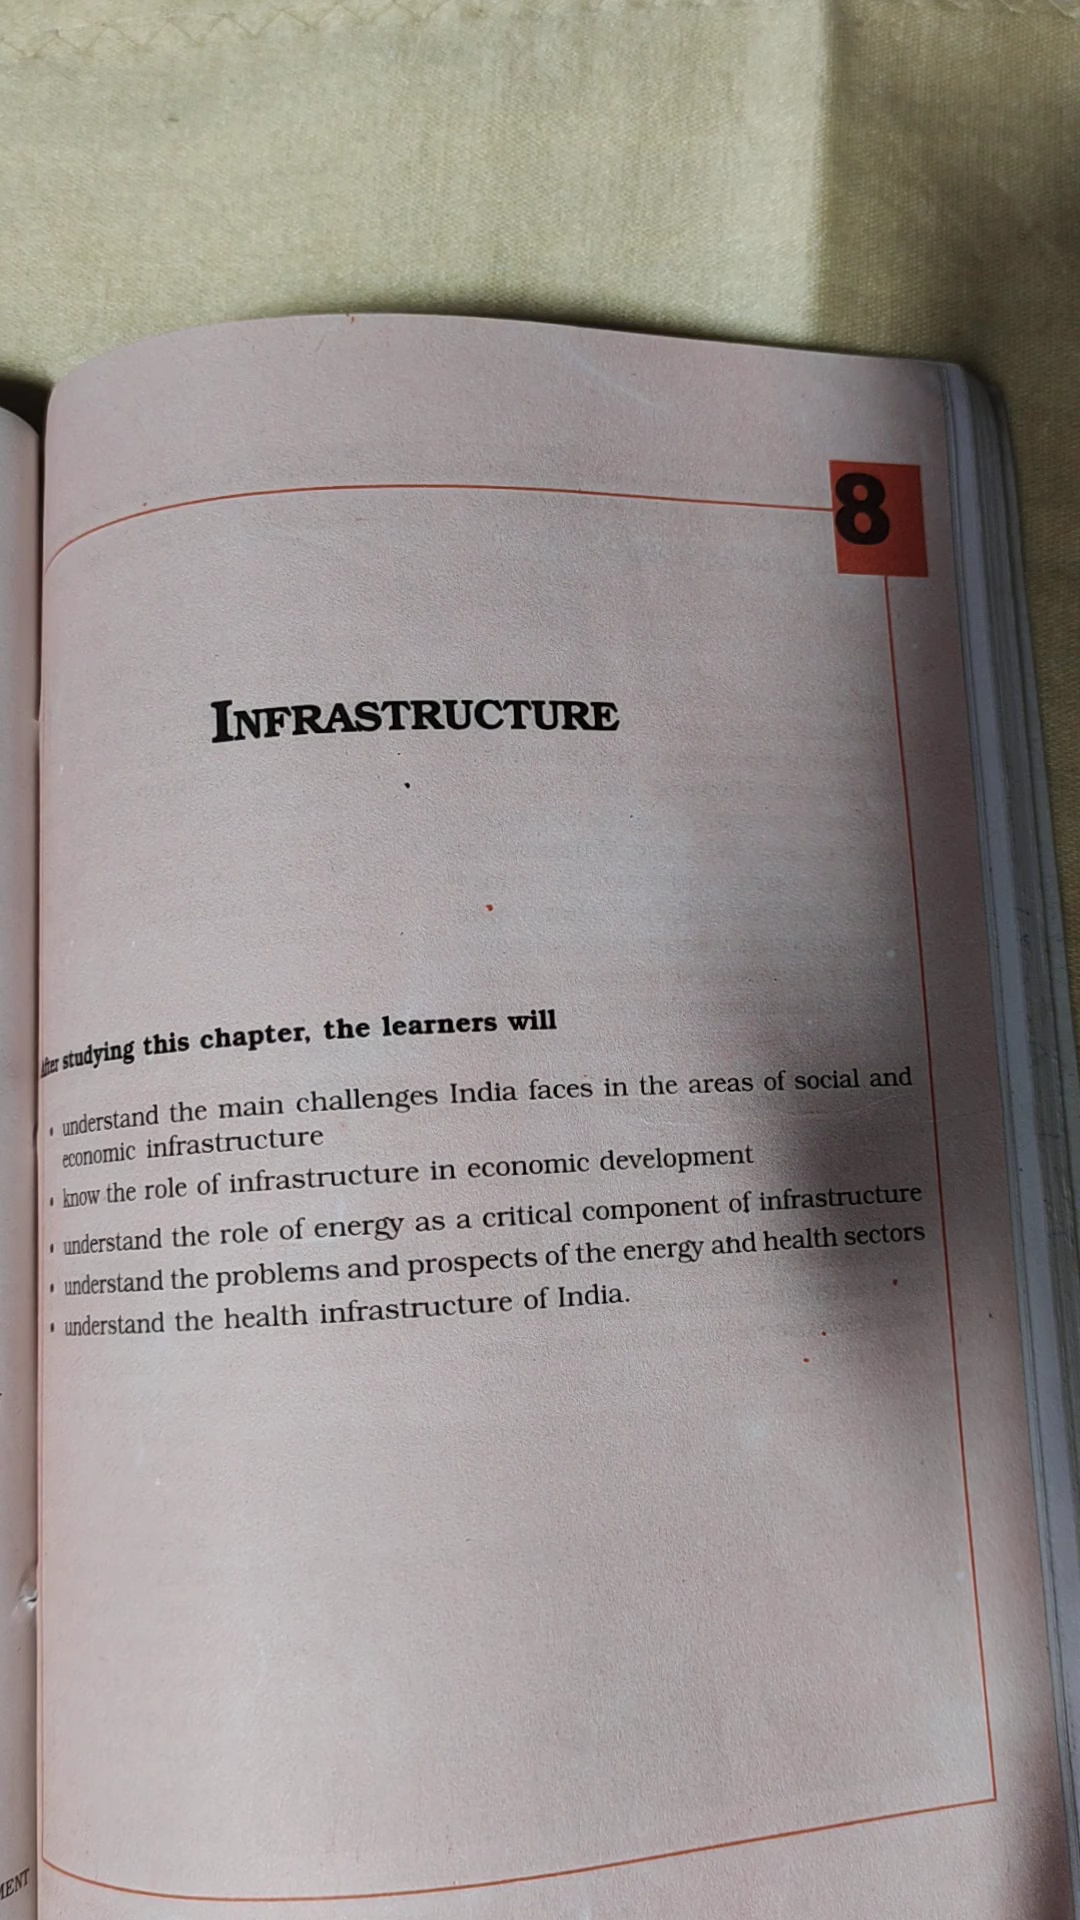 8
INFRASTRUCTURE
After studying this chapter, the learners will
• understand the main challenges India faces in the areas of social and
economic infrastructure
• know the role of infrastructure in economic development
• understand the role of energy as a critical component of infrastructure
• understand the problems and prospects of the energy and health sectors
• understand the health infrastructure of India.